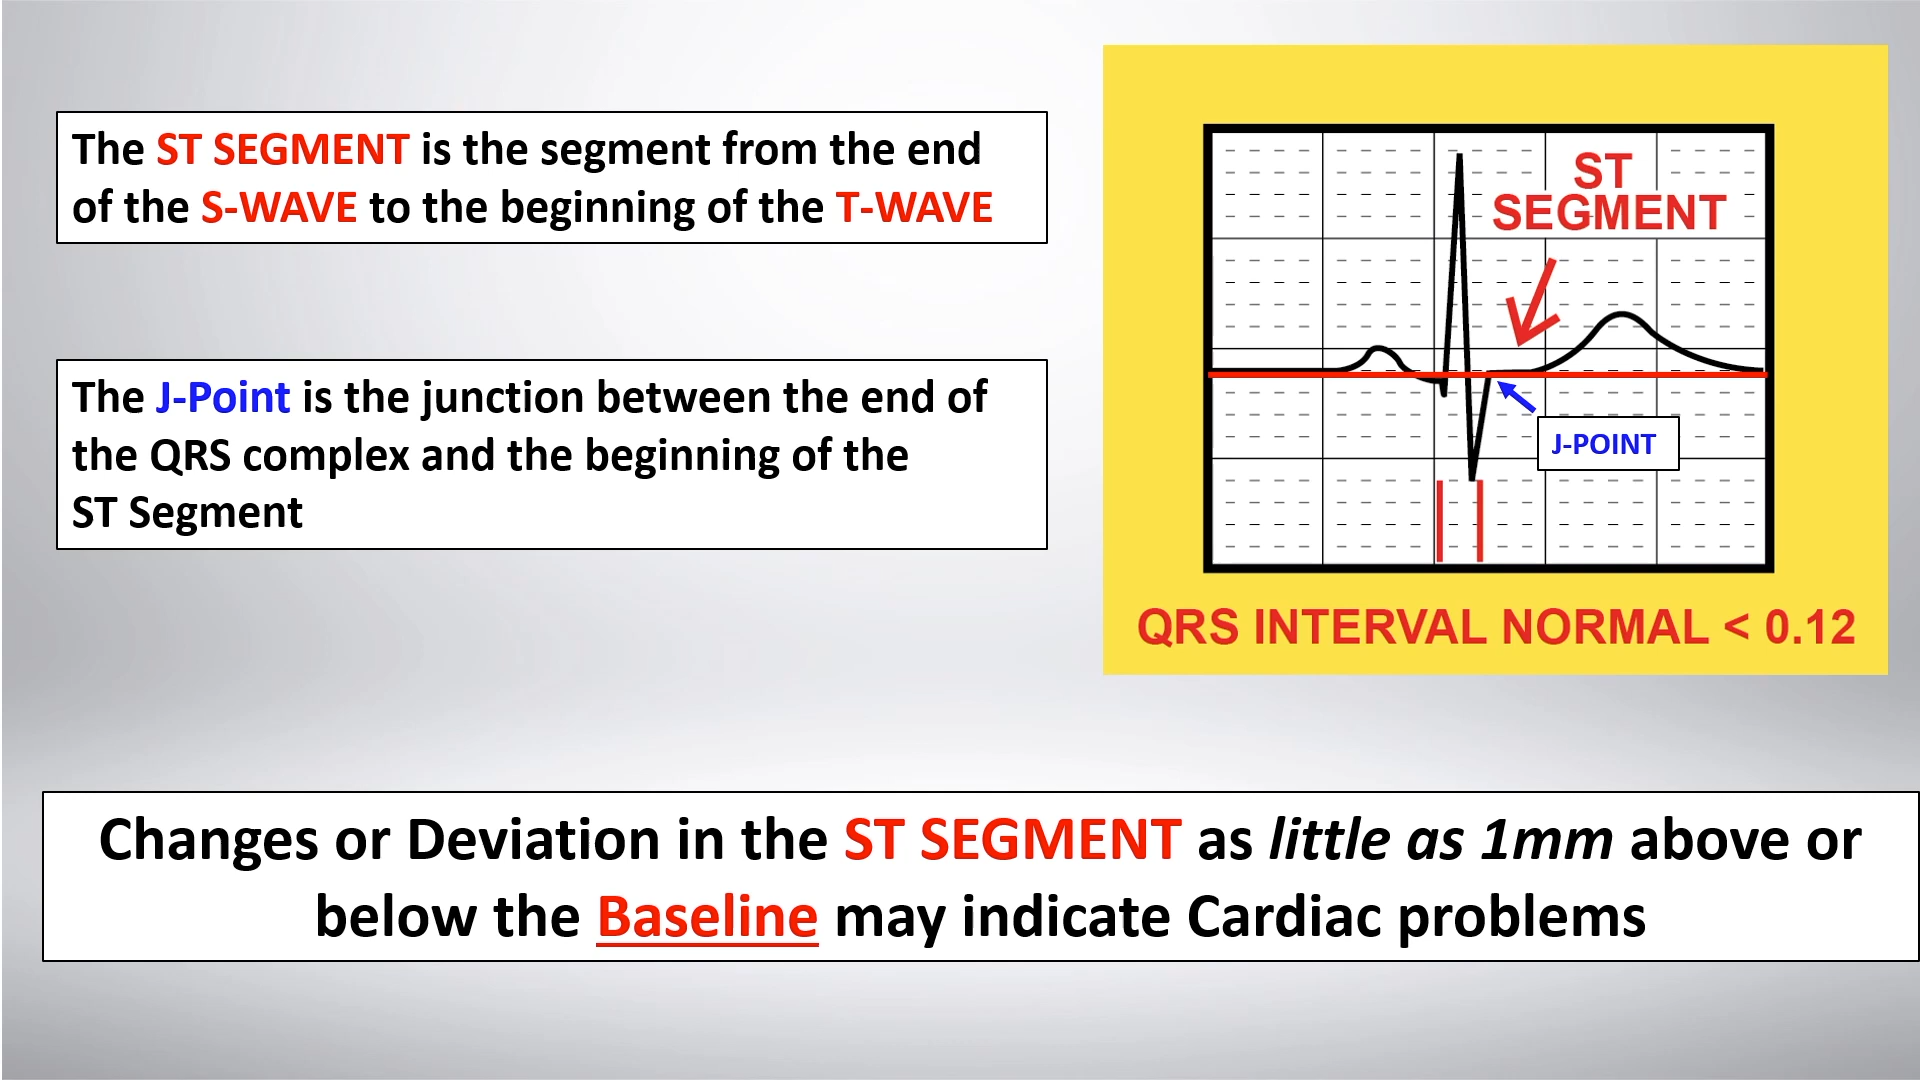 The ST SEGMENT is the segment from the end
of the S-WAVE to the beginning of the T-WAVE
The J-Point is the junction between the end of
the QRS complex and the beginning of the
ST Segment
ST
SEGMENT
J-POINT
QRS INTERVAL NORMAL < 0.12
Changes or Deviation in the ST SEGMENT as little as 1mm above or
below the Baseline may indicate Cardiac problems